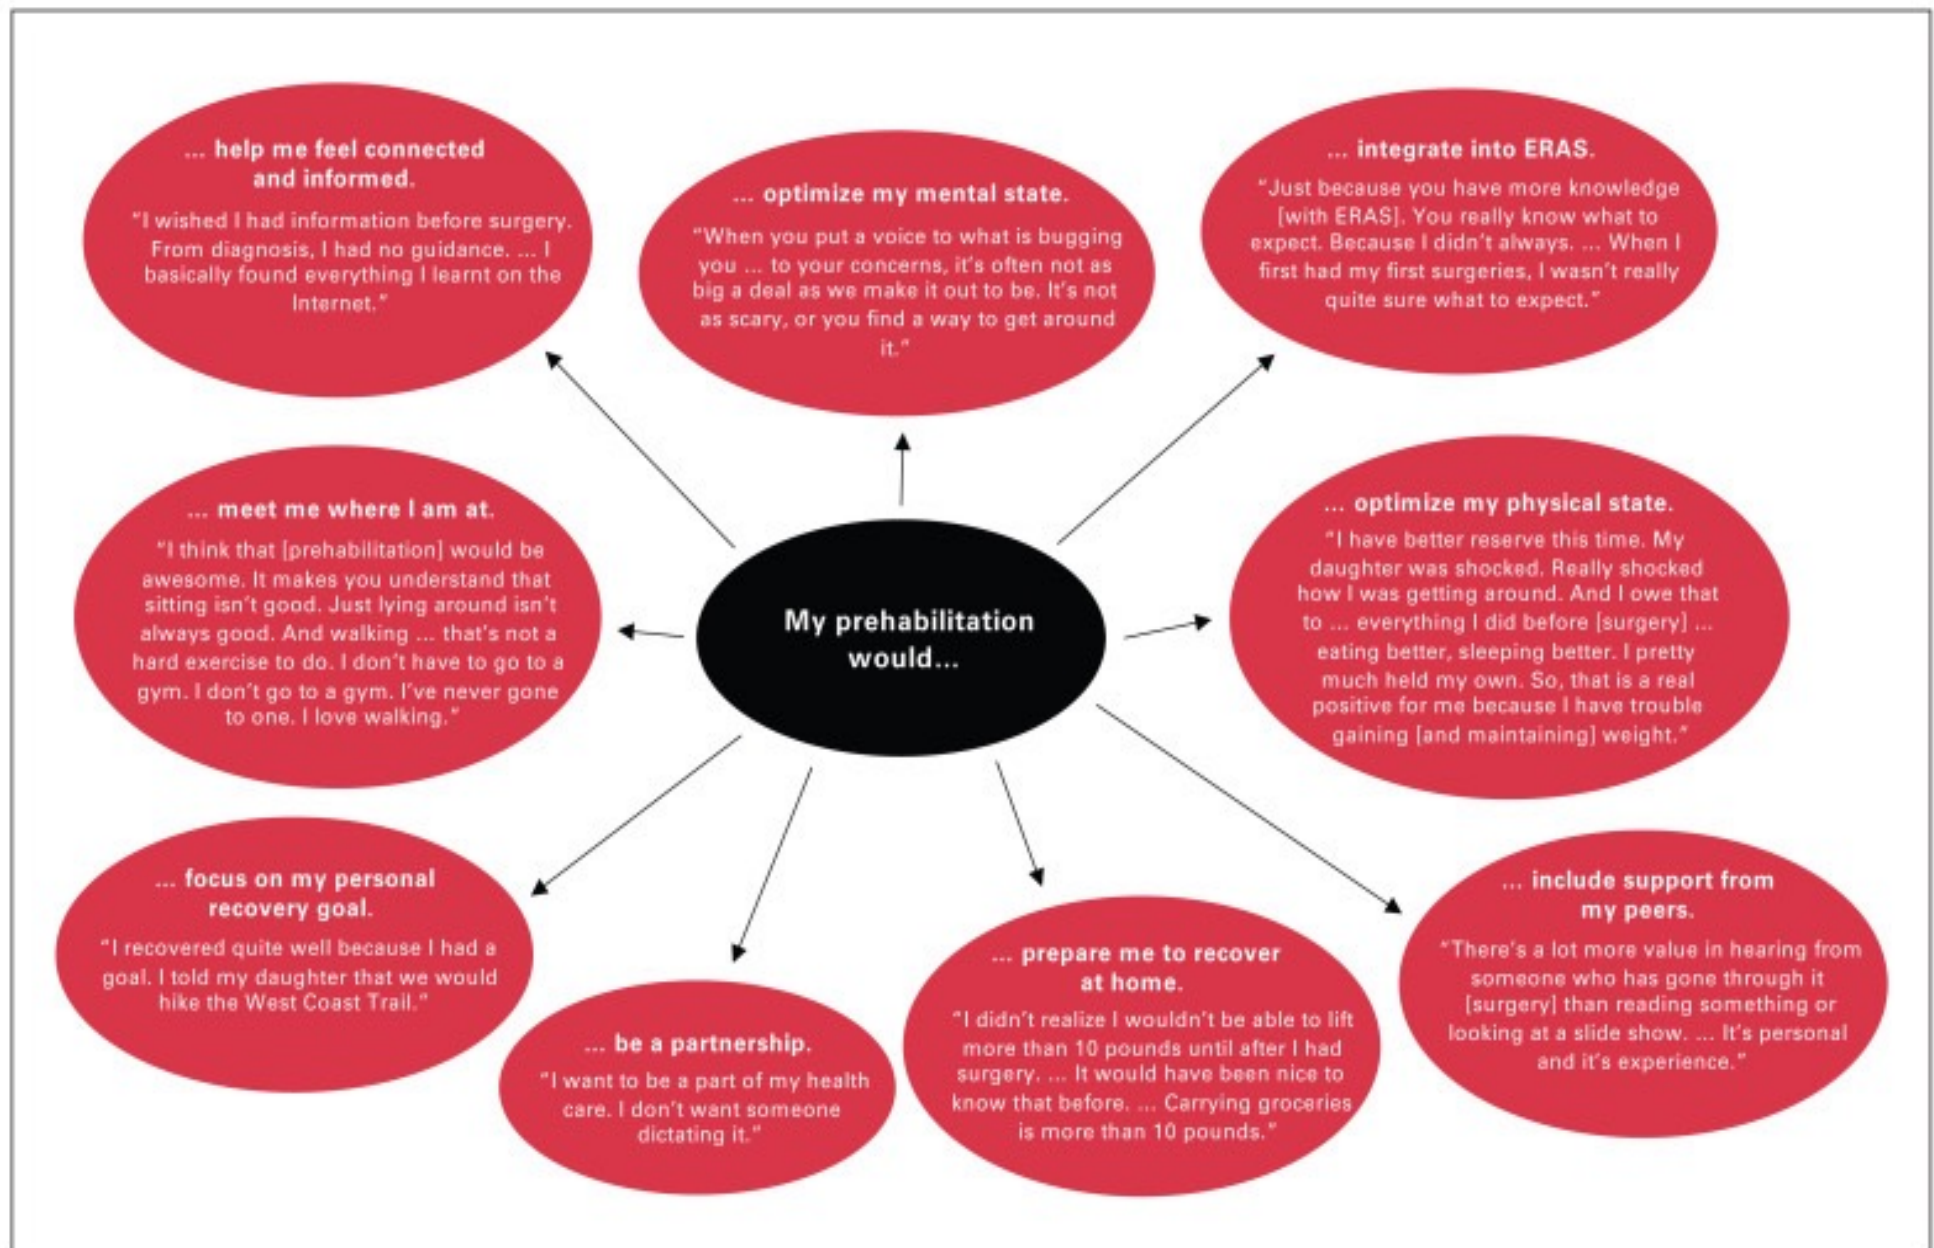 ... help me feel connected
and informed.
"I wished I had information before surgery.
From diagnosis, I had no guidance. ... I
basically found everything I learnt on the
Internet."
... optimize my mental state.
"When you put a voice to what is bugging
you ... to your concerns, it's often not as
big a deal as we make it out to be. It's not
as scary, or you find a way to get around
it."
... integrate into ERAS.
"Just because you have more knowledge
[with ERAS]. You really know what to
expect. Because I didn't always. ... When I
first had my first surgeries, I wasn't really
quite sure what to expect."
... meet me where I am at.
"I think that [prehabilitation] would be
awesome. It makes you understand that
sitting isn't good. Just lying around isn't
always good. And walking ... that's not a
hard exercise to do. I don't have to go to a
gym. I don't go to a gym. I've never gone
to one. I love walking."
My prehabilitation
would...
... optimize my physical state.
"I have better reserve this time. My
daughter was shocked. Really shocked
how I was getting around. And I owe that
to ... everything I did before [surgery] ...
eating better, sleeping better. I pretty
much held my own. So, that is a real
positive for me because I have trouble
gaining [and maintaining] weight."
... focus on my personal
recovery goal.
"I recovered quite well because I had a
goal. I told my daughter that we would
hike the West Coast Trail."
... be a partnership.
"I want to be a part of my health
care. I don't want someone
dictating it."
... prepare me to recover
at home.
"I didn't realize I wouldn't be able to lift
more than 10 pounds until after I had
surgery. ... It would have been nice to
know that before. ... Carrying groceries
is more than 10 pounds."
... include support from
my peers.
"There's a lot more value in hearing from
someone who has gone through it
[surgery] than reading something or
looking at a slide show. ... It's personal
and it's experience."